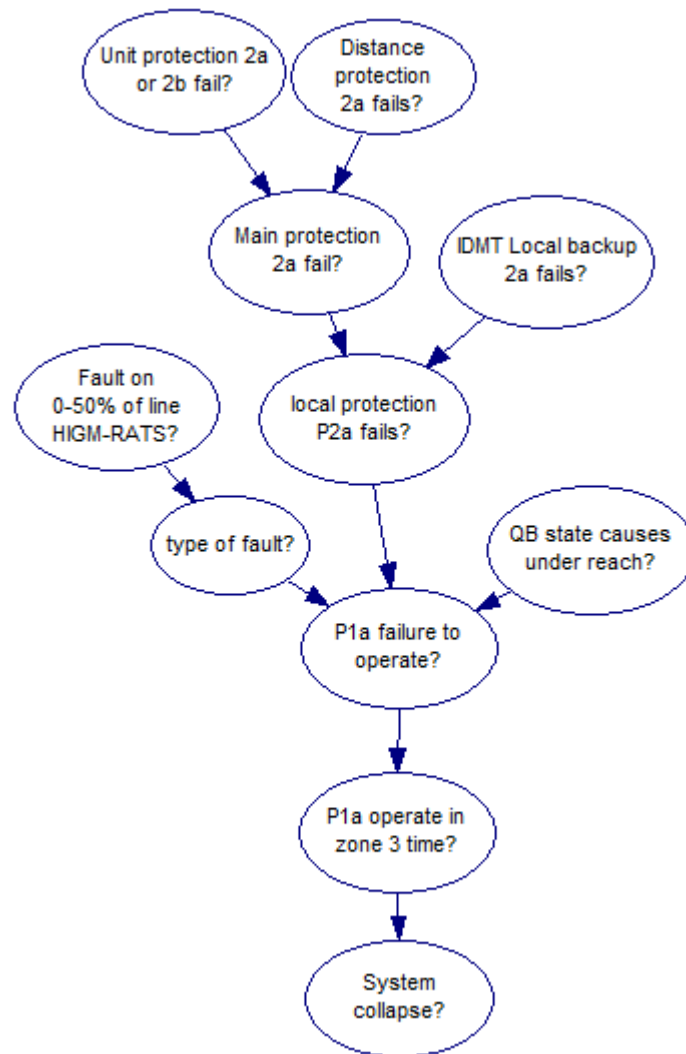 Unit protection 2a
or 2b fail?
Distance
protection
2a fails?
Main protection
2a fail?
IDMT Local backup
2a fails?
Fault on
0-50% of line
HIGM-RATS?
local protection
P2a fails?
type of fault?
QB state causes
under reach?
P1a failure to
operate?
P1a operate in
zone 3 time?
System
collapse?